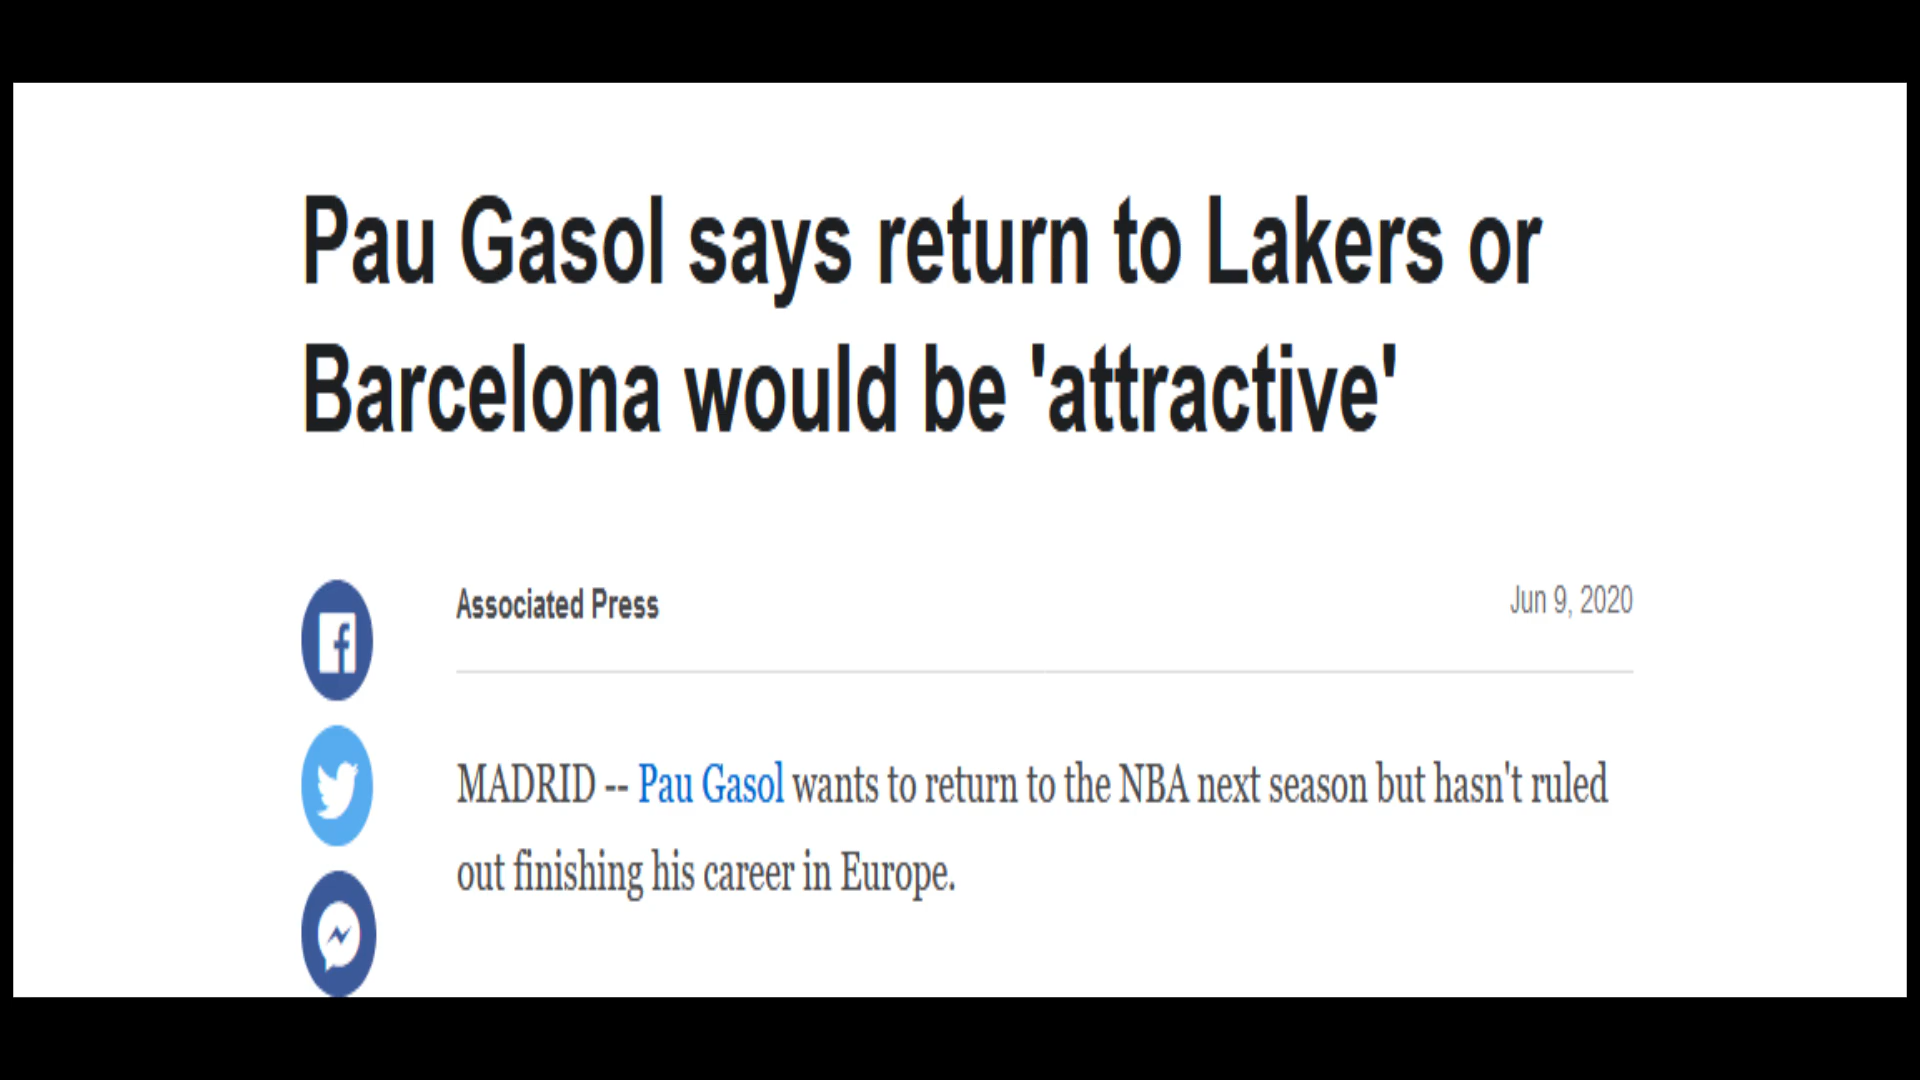 Pau Gasol says return to Lakers or
Barcelona would be 'attractive'
Associated Press
Jun 9, 2020
MADRID -- Pau Gasol wants to return to the NBA next season but hasn't ruled
out finishing his career in Europe.